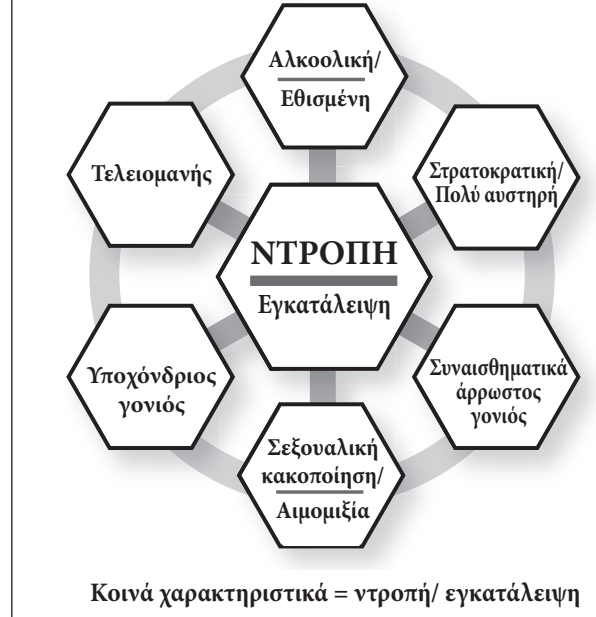 Αλκοολική/
Εθισμένη
Τελειομανής
Στρατοκρατική/
Πολύ αυστηρή
ΝΤΡΟΠΗ
Εγκατάλειψη
Υποχόνδριος
γονιός
Συναισθηματικά
άρρωστος
γονιός
Σεξουαλική
κακοποίηση/
Αιμομιξία
Κοινά χαρακτηριστικά = ντροπή/ εγκατάλειψη